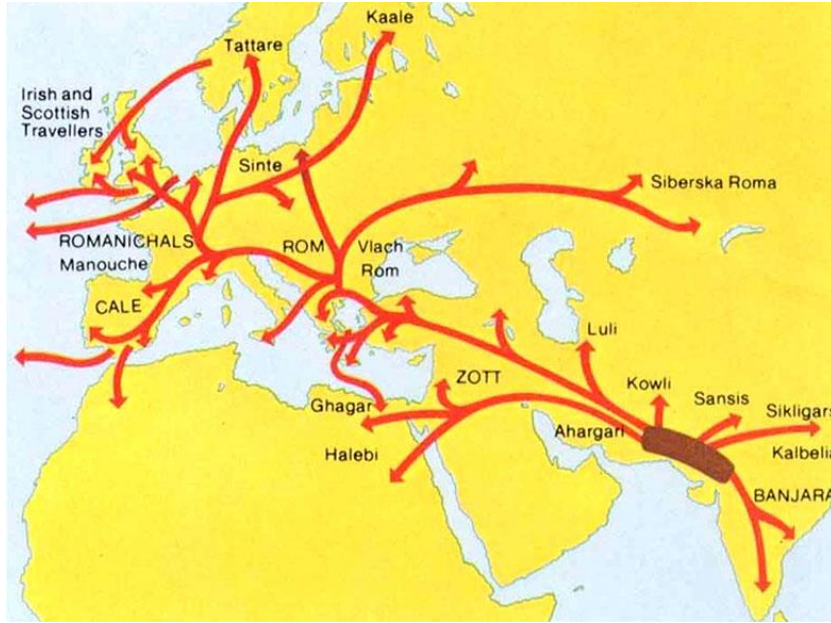 Kaale
Tattare
Irish and
Scottish
Travellers
Sinte
Siberska Roma
ROMANICHALS
Manouche
ROM
Vlach
Rom
CALE
Luli
ZOTT
Kowli
Sansis
Ghagar
Sikligars
Ahargari
Halebi
Kalbelia
BANJARA